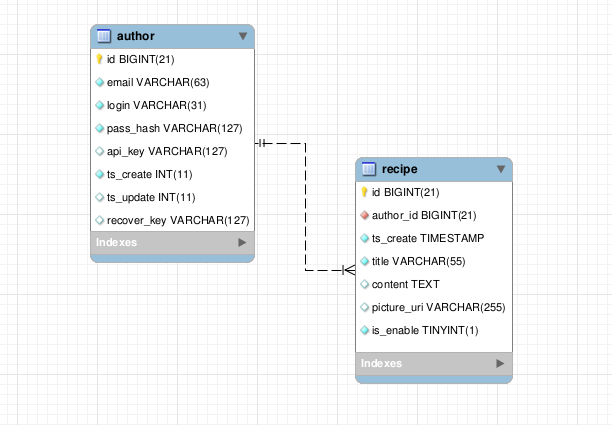 author
id BIGINT(21)
email VARCHAR(63)
login VARCHAR(31)
pass_hash VARCHAR(127)
api_key VARCHAR(127)
ts_create INT(11)
ts_update INT(11)
recover_key VARCHAR(127)
Indexes
recipe
id BIGINT(21)
author_id BIGINT(21)
ts_create TIMESTAMP
title VARCHAR(55)
content TEXT
picture_uri VARCHAR(255)
is_enable TINYINT(1)
Indexes